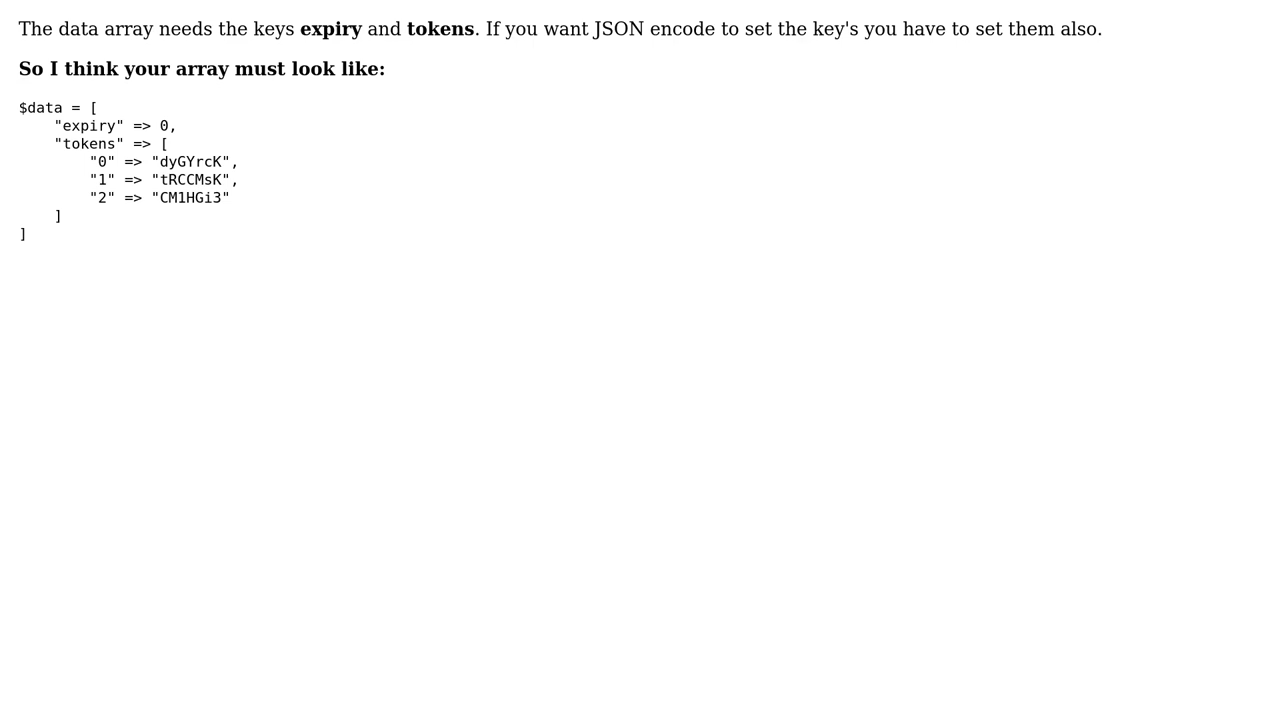 The data array needs the keys expiry and tokens. If you want JSON encode to set the key's you have to set them also.
So I think your array must look like:
$data = [
    "expiry" => 0,
    "tokens" => [
        "0" => "dyGYrcK",
        "1" => "tRCCMsK",
        "2" => "CM1HGi3"
    ]
]